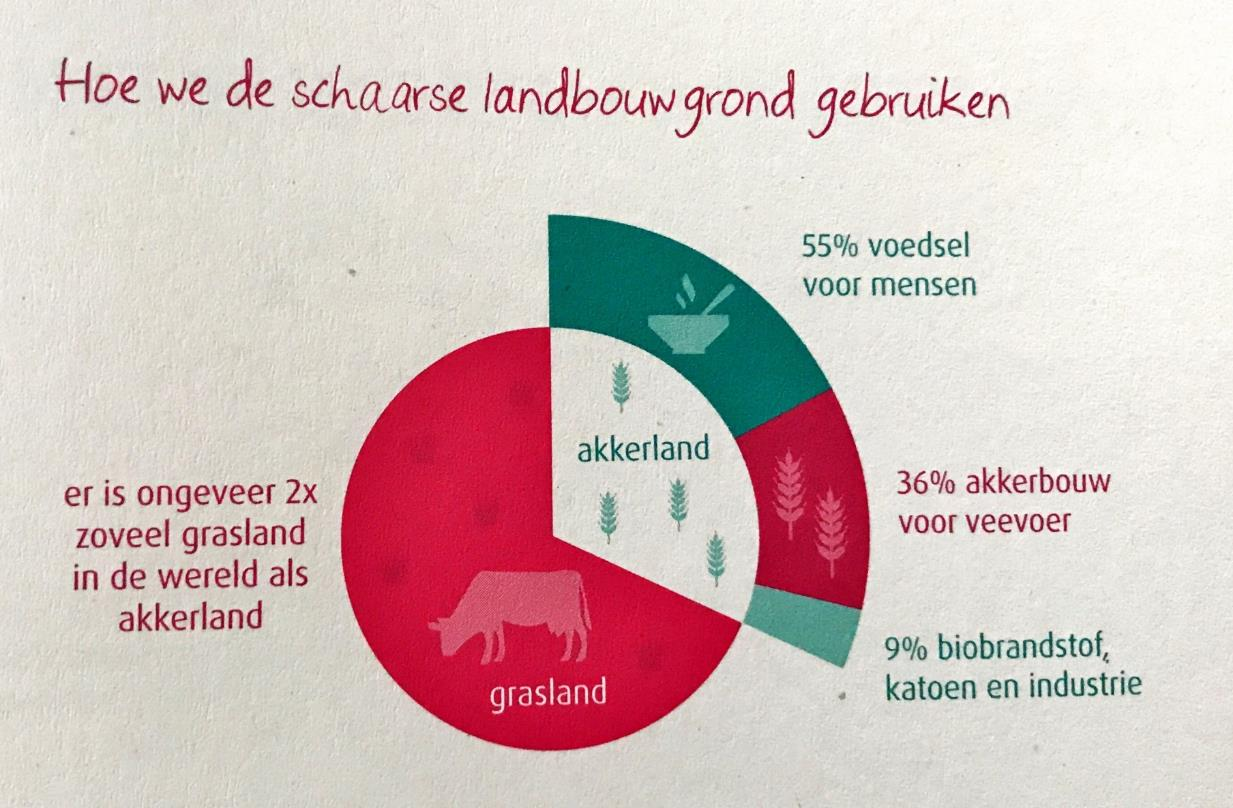 Hoe we de schaarse landbouwgrond gebruiken
55% voedsel
voor mensen
akkerland
er is ongeveer 2x
zoveel grasland
in de wereld als
akkerland
36% akkerbouw
voor veevoer
9% biobrandstof,
katoen en industrie
grasland